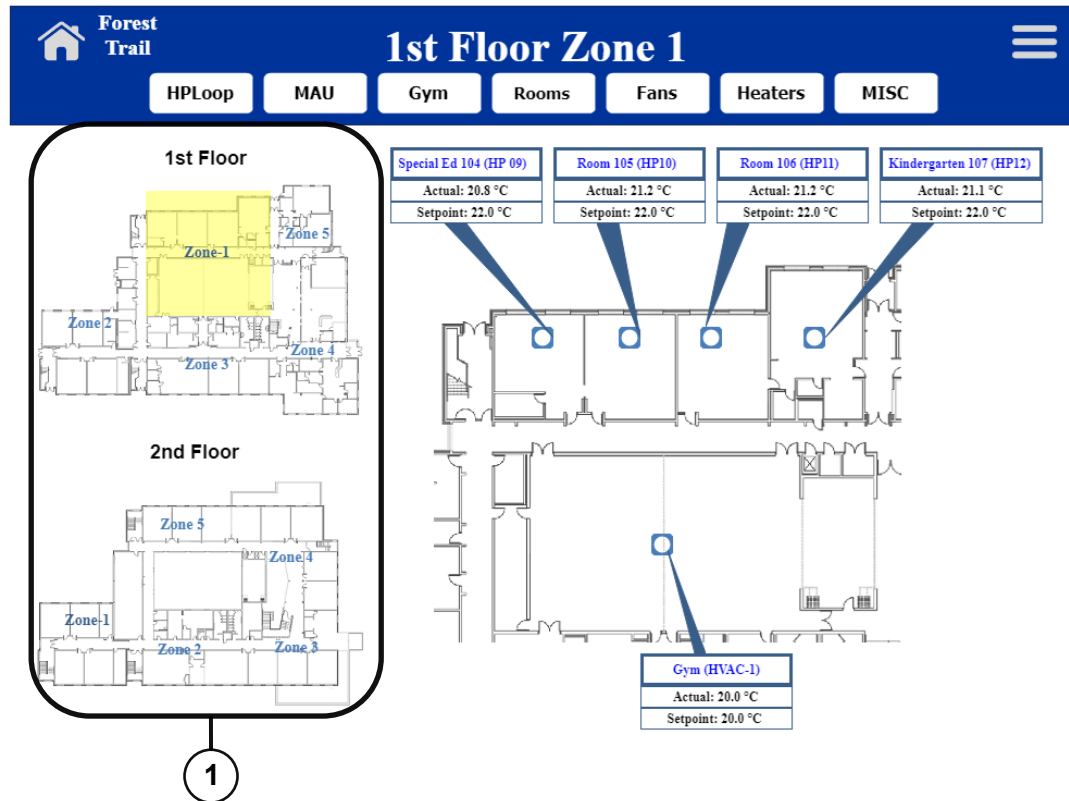 Forest
Trail
1st Floor Zone 1
HPLoop
MAU
Gym
Rooms
Fans
Heaters
MISC
1st Floor
Zone-1
Zone 5
Zone 2
Zone 3
Zone 4
2nd Floor
Zone 5
Zone 4
Zone-1
Zone 2
Zone 3
1
Special Ed 104 (HP 09)
Actual: 20.8 °C
Setpoint: 22.0 °C
Room 105 (HP10)
Actual: 21.2 °C
Setpoint: 22.0 °C
Room 106 (HP11)
Actual: 21.2 °C
Setpoint: 22.0 °C
Kindergarten 107 (HP12)
Actual: 21.1 °C
Setpoint: 22.0 °C
Gym (HVAC-1)
Actual: 20.0 °C
Setpoint: 20.0 °C